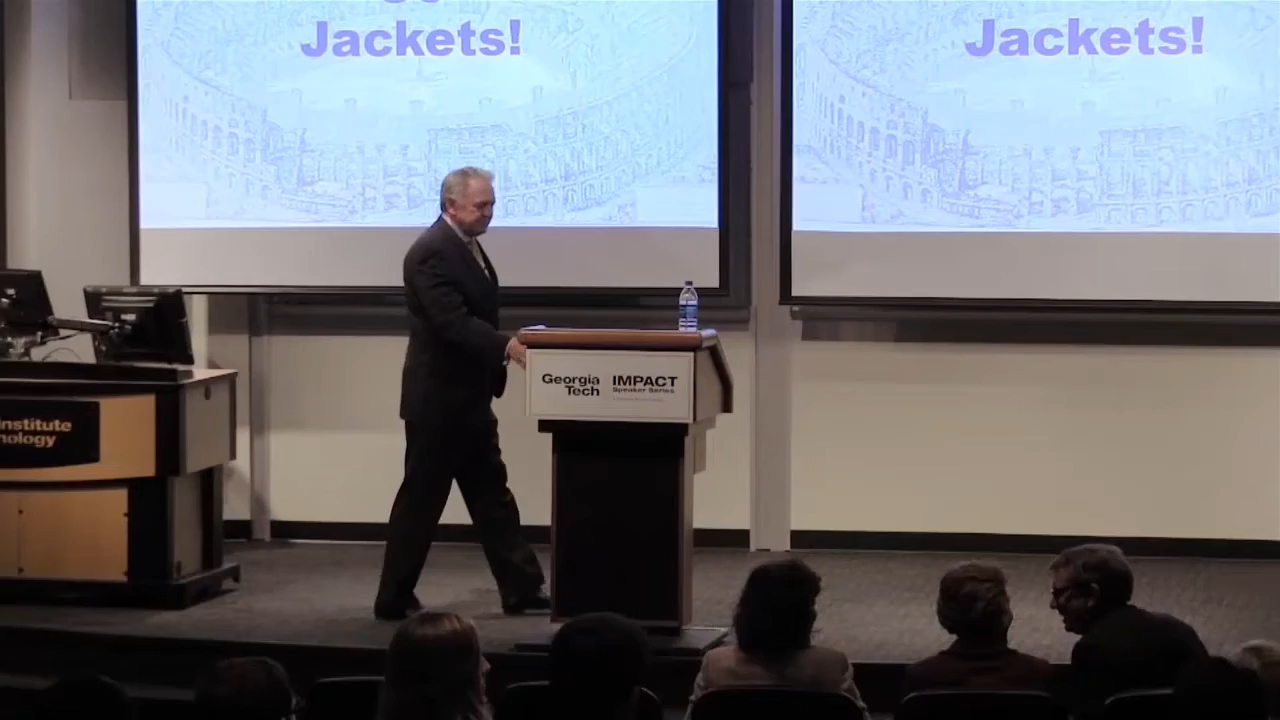 Jackets!
Jackets!
Georgia
Tech
IMPACT
Speaker Series
nstitute
nology